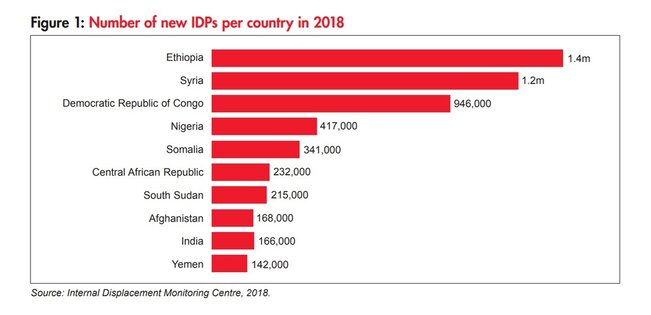 Figure 1: Number of new IDPs per country in 2018
Ethiopia 1.4m
Syria 1.2m
Democratic Republic of Congo 946,000
Nigeria 417,000
Somalia 341,000
Central African Republic 232,000
South Sudan 215,000
Afghanistan 168,000
India 166,000
Yemen 142,000
Source: Internal Displacement Monitoring Centre, 2018.